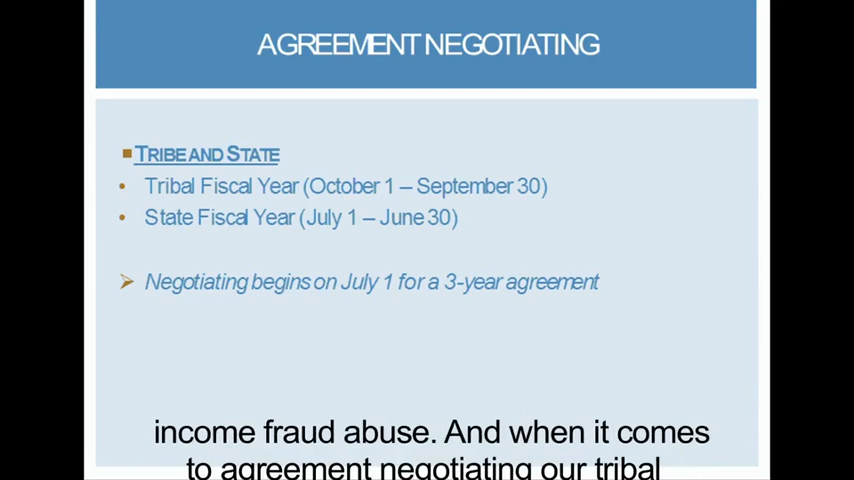 AGREEMENT NEGOTIATING
TRIBE AND STATE
Tribal Fiscal Year (October 1 – September 30)
State Fiscal Year (July 1 – June 30)
Negotiating begins on July 1 for a 3-year agreement
income fraud abuse. And when it comes
to agreement negotiating our tribal